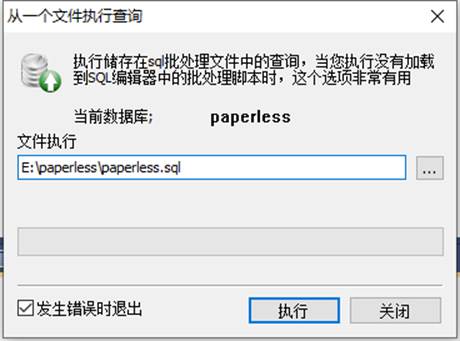 从一个文件执行查询
执行储存在sql批处理文件中的查询，当您执行没有加载
到SQL编辑器中的批处理脚本时，这个选项非常有用
当前数据库; paperless
文件执行
E:\paperless\paperless.sql
...
发生错误时退出
执行 关闭